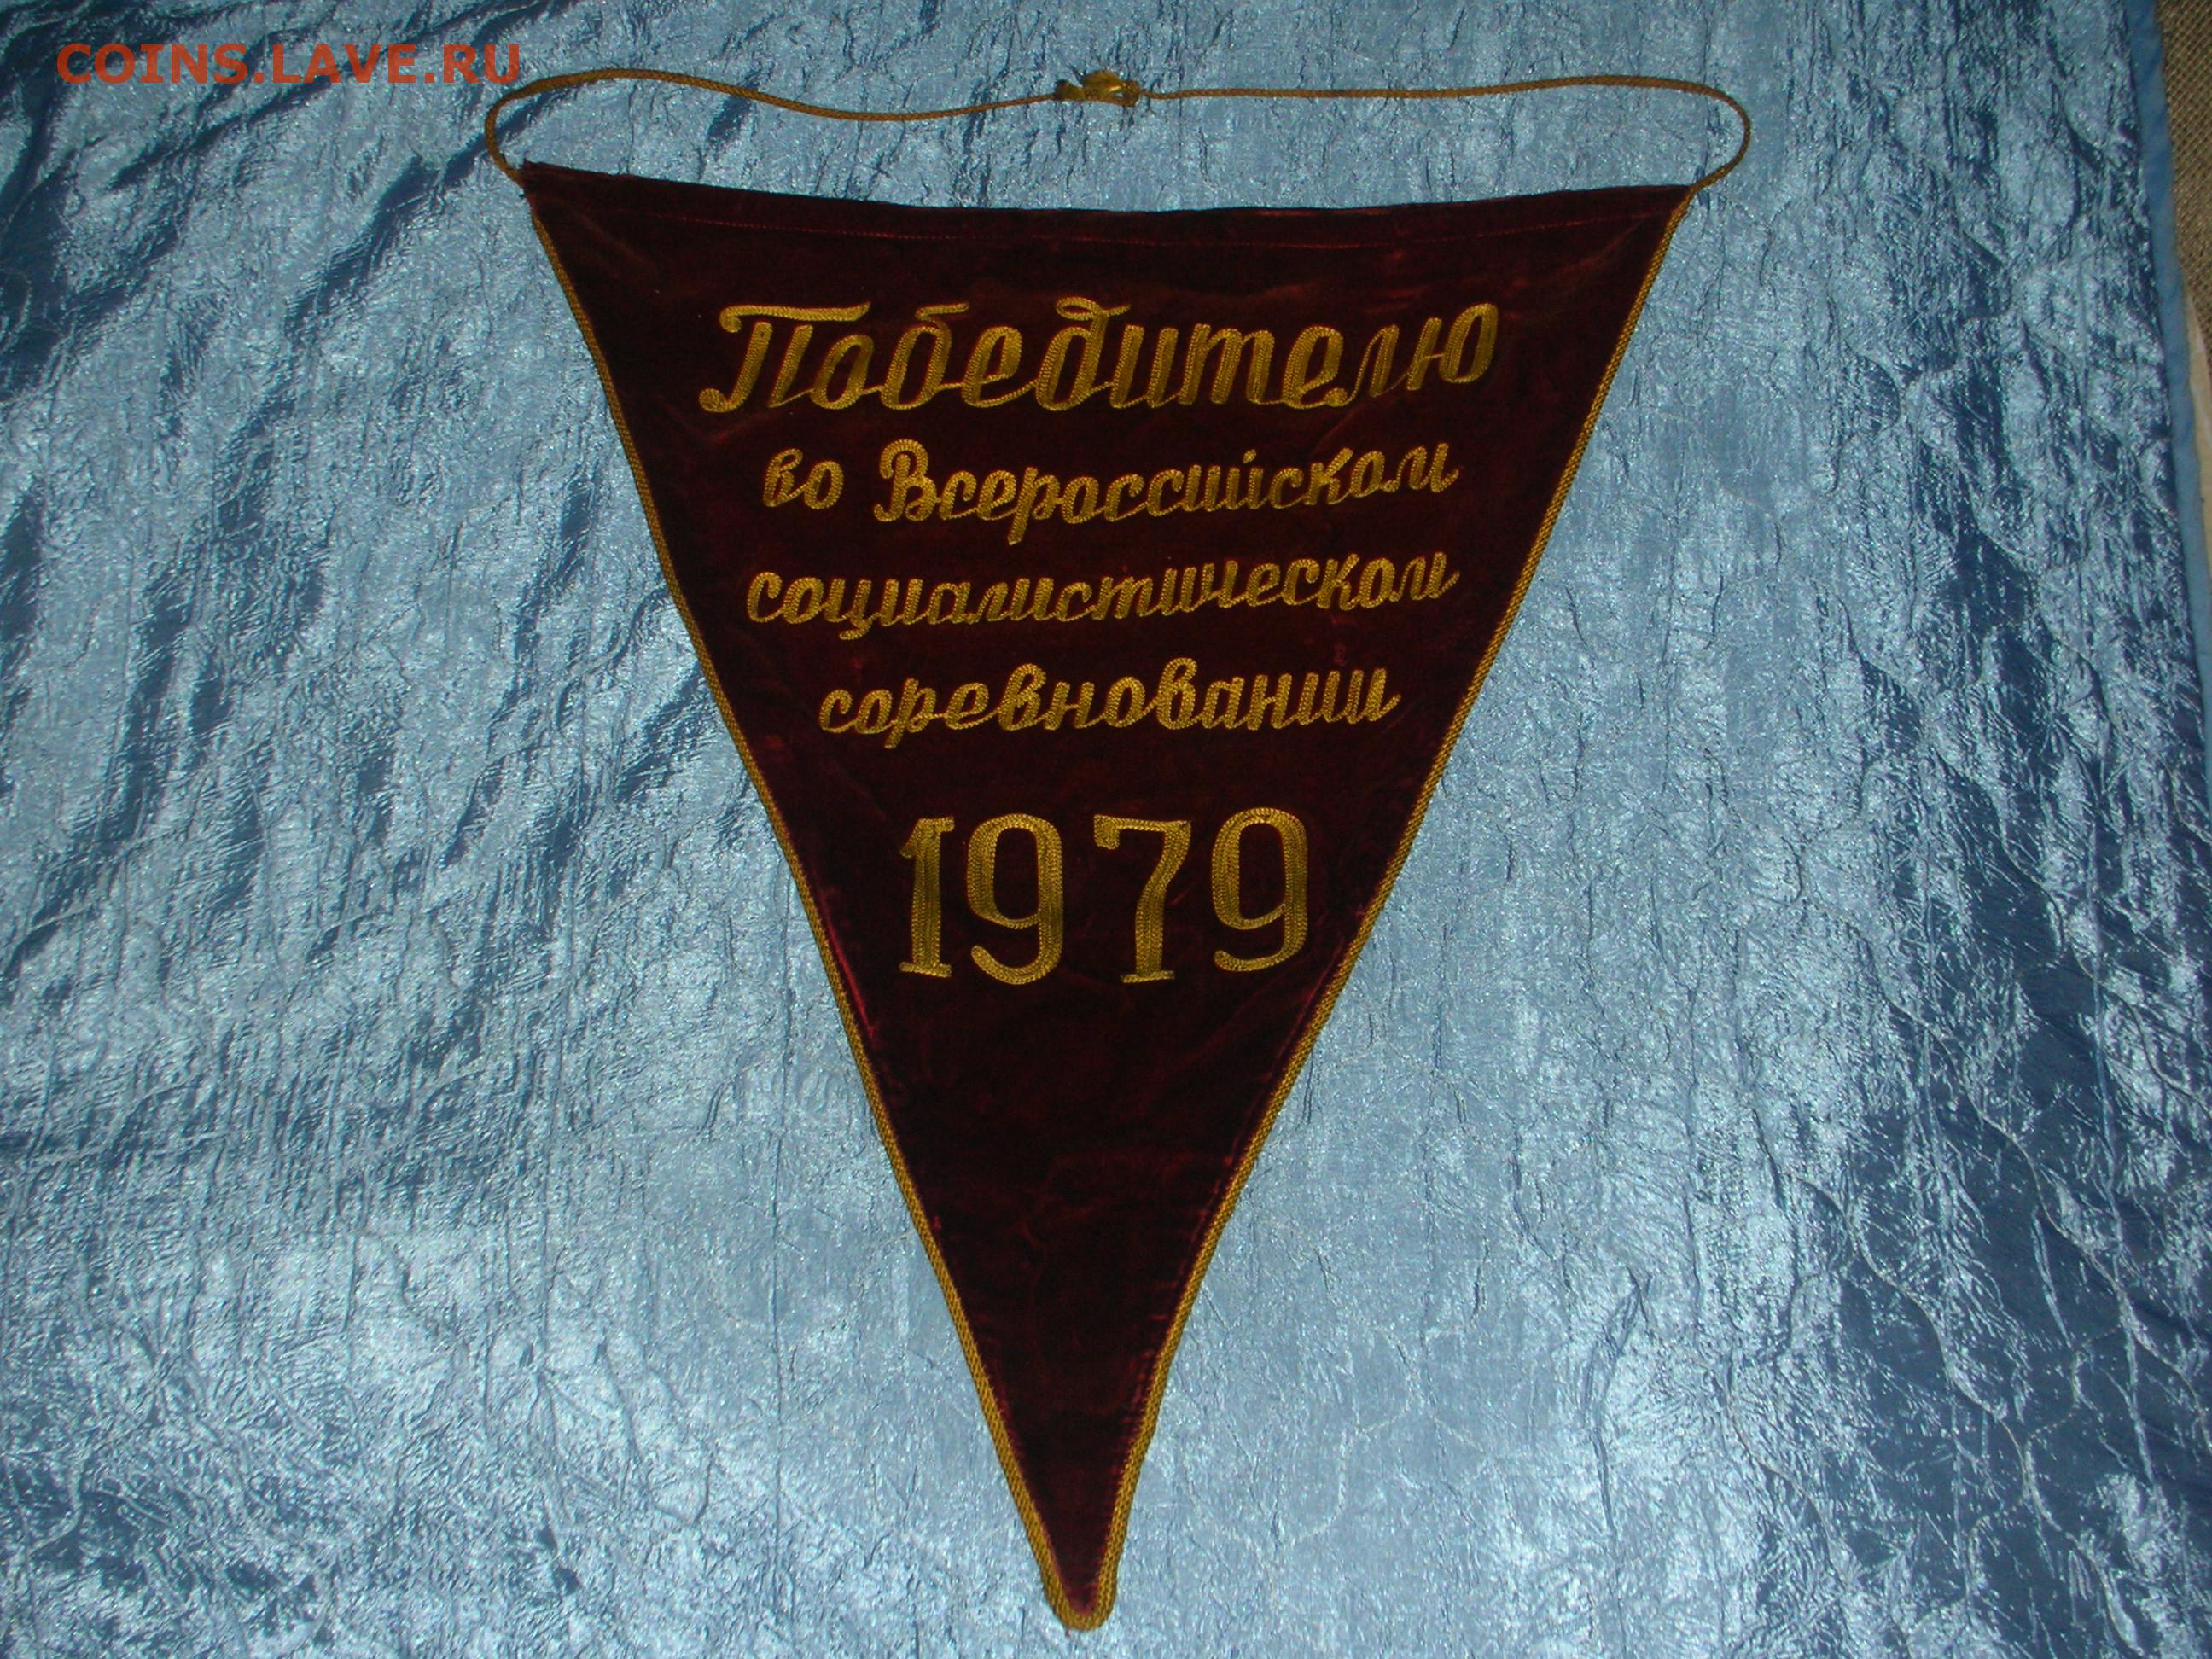 COINS.LAVE.RU
Победителю
во Всероссийском
социалистическом
соревновании
1979